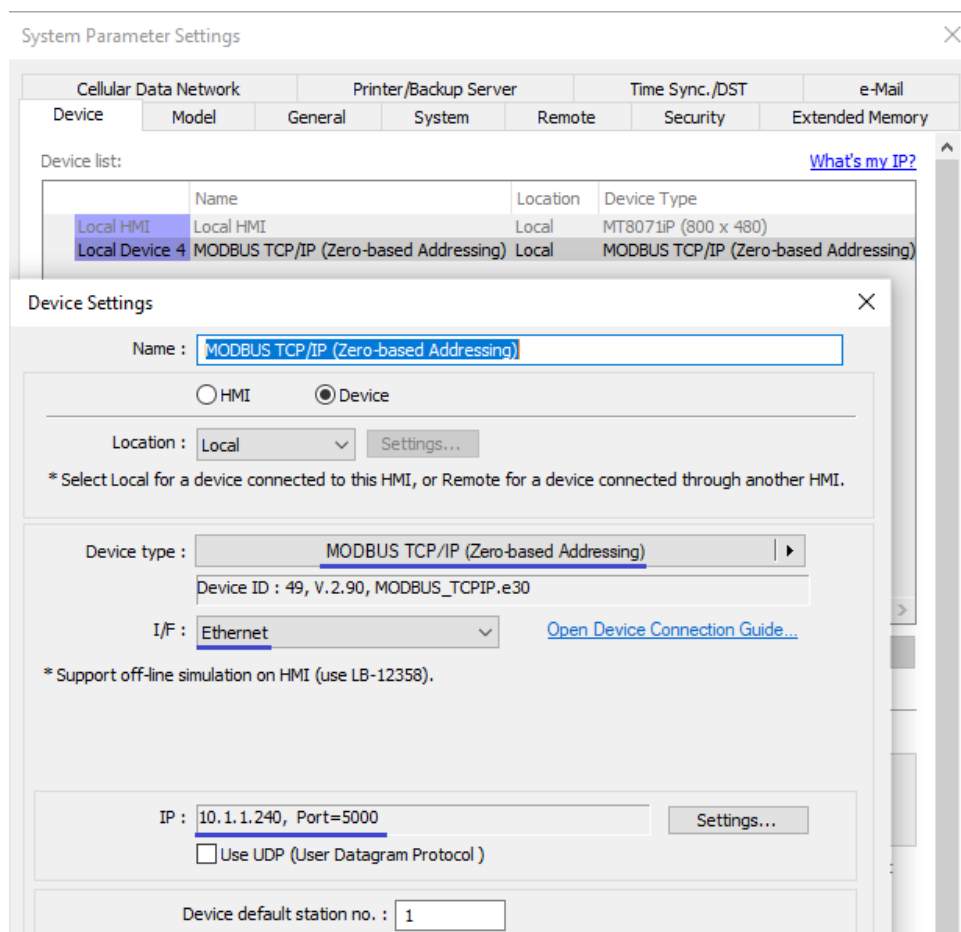 System Parameter Settings
Cellular Data Network Printer/Backup Server Time Sync./DST e-Mail
Device Model General System Remote Security Extended Memory
Device list: What's my IP?
Name Location Device Type
Local HMI Local HMI Local MT8071iP (800 x 480)
Local Device 4 MODBUS TCP/IP (Zero-based Addressing) Local MODBUS TCP/IP (Zero-based Addressing)
Device Settings
Name : MODBUS TCP/IP (Zero-based Addressing)
HMI Device
Location : Local Settings...
* Select Local for a device connected to this HMI, or Remote for a device connected through another HMI.
Device type : MODBUS TCP/IP (Zero-based Addressing)
Device ID : 49, V.2.90, MODBUS_TCPIP.e30
I/F : Ethernet Open Device Connection Guide...
* Support off-line simulation on HMI (use LB-12358).
IP : 10.1.1.240, Port=5000 Settings...
Use UDP (User Datagram Protocol )
Device default station no. : 1